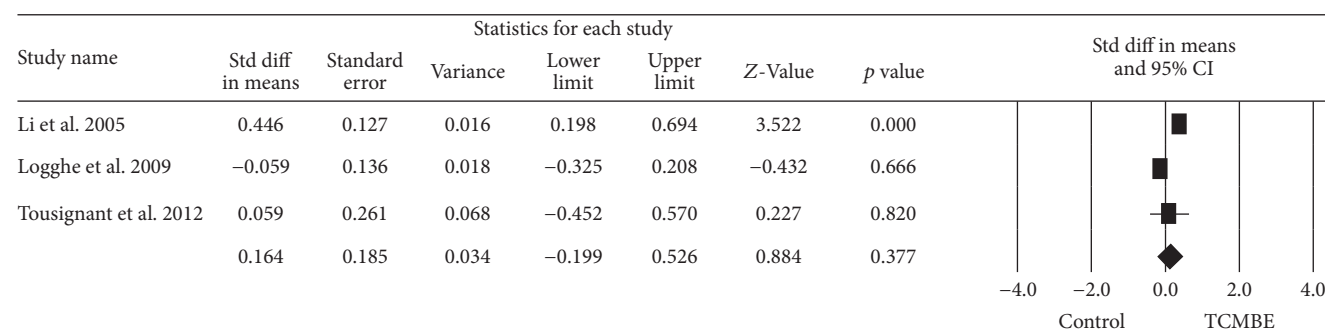 Statistics for each study
Study name Std diff in means Standard error Variance Lower limit Upper limit Z-Value p value Std diff in means and 95% CI
Li et al. 2005 0.446 0.127 0.016 0.198 0.694 3.522 0.000
Logghe et al. 2009 −0.059 0.136 0.018 −0.325 0.208 −0.432 0.666
Tousignant et al. 2012 0.059 0.261 0.068 −0.452 0.570 0.227 0.820
0.164 0.185 0.034 −0.199 0.526 0.884 0.377
−4.0 −2.0 0.0 2.0 4.0
Control TCMBE